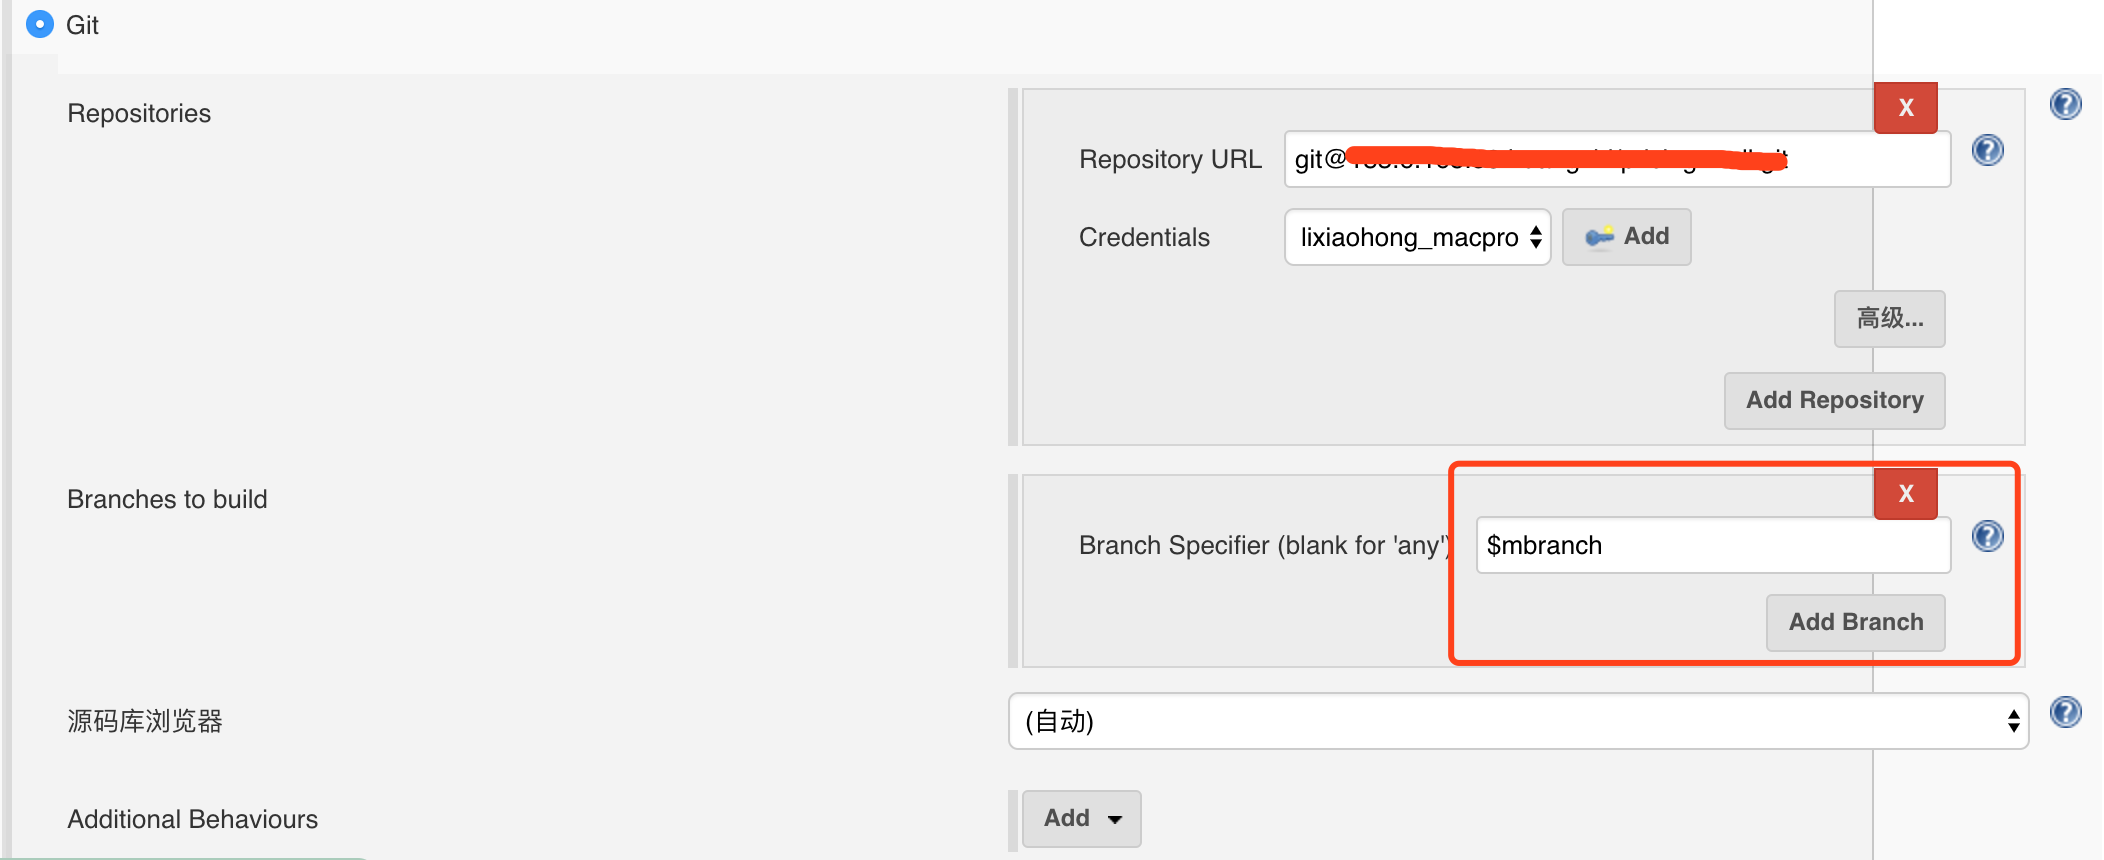 Git
Repositories
X
Repository URL git@
Credentials lixiaohong_macpro Add
高级...
Add Repository
Branches to build
X
Branch Specifier (blank for 'any') $mbranch
Add Branch
源码库浏览器 (自动)
Additional Behaviours Add